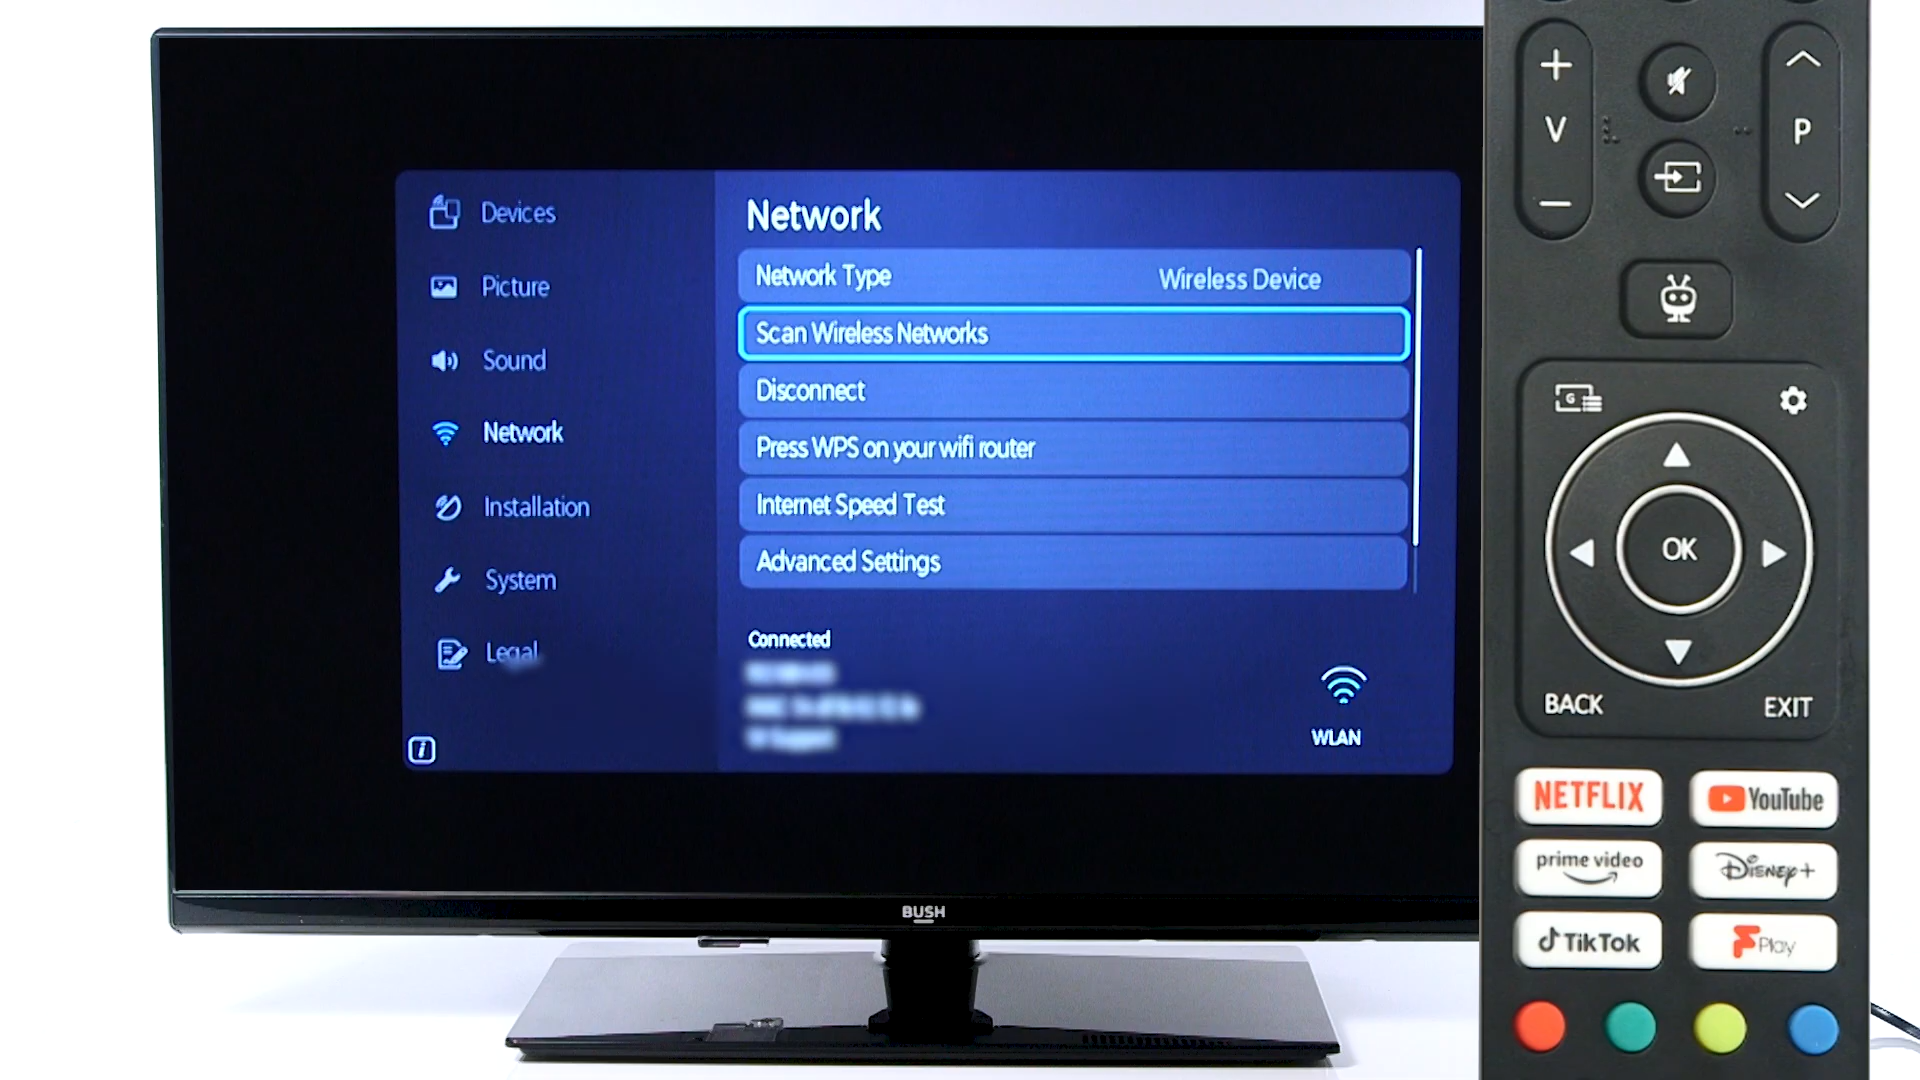 Devices
Picture
Sound
Network
Installation
System
Legal
Network
Network Type Wireless Device
Scan Wireless Networks
Disconnect
Press WPS on your wifi router
Internet Speed Test
Advanced Settings
Connected
WLAN
i
BUSH
+
V
−
P
G
OK
BACK
EXIT
NETFLIX
YouTube
prime video
Disney+
TikTok
F Play